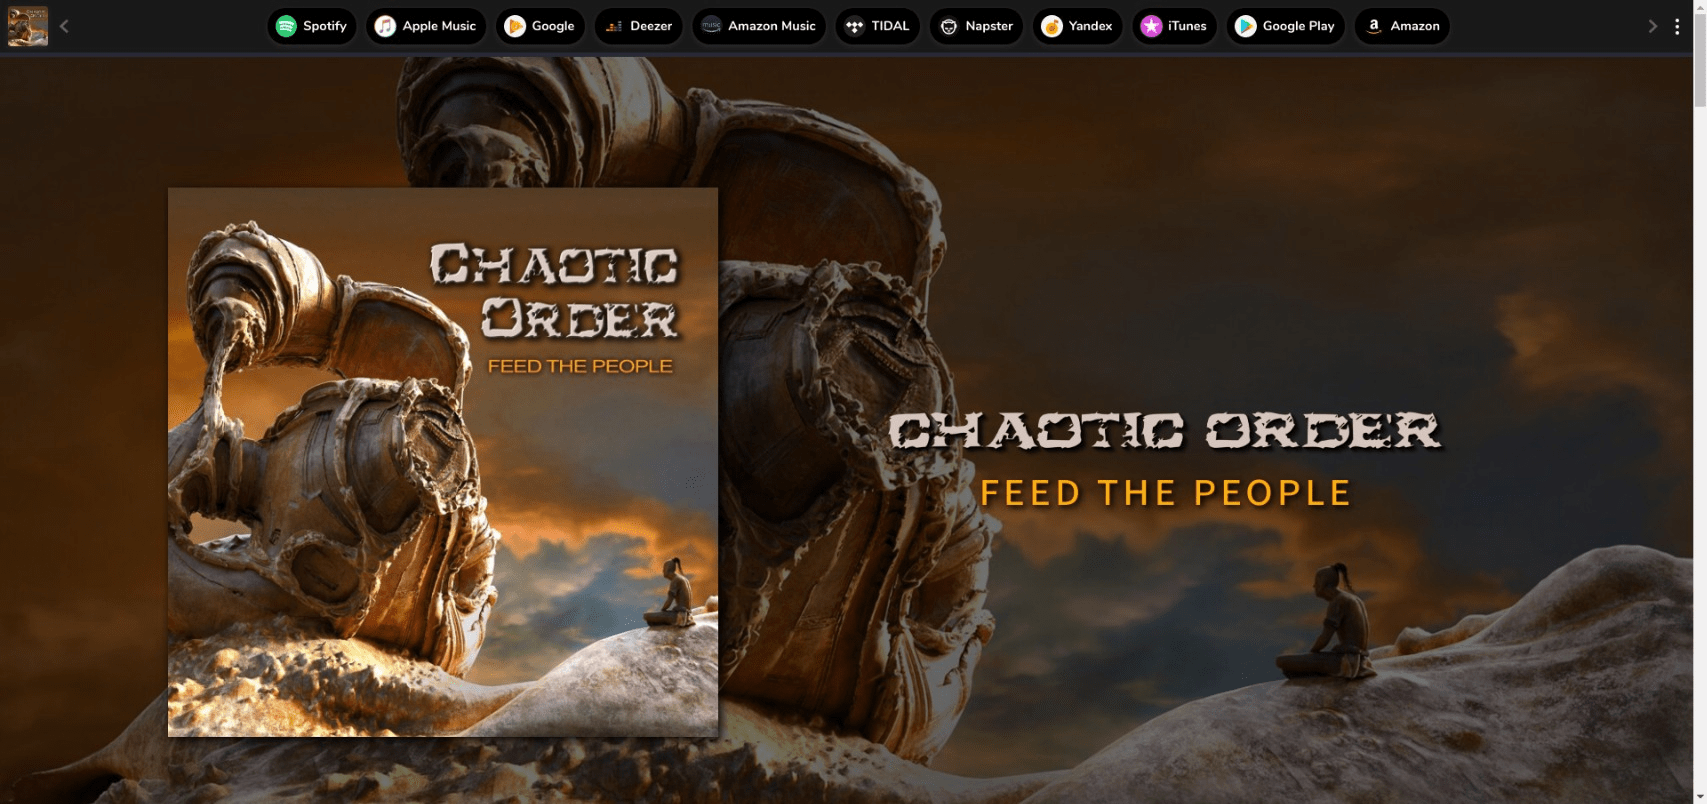 Spotify
Apple Music
Google
Deezer
music
Amazon Music
TIDAL
Napster
Yandex
iTunes
Google Play
a
Amazon
CHAOTIC
ORDER
FEED THE PEOPLE
CHAOTIC ORDER
FEED THE PEOPLE